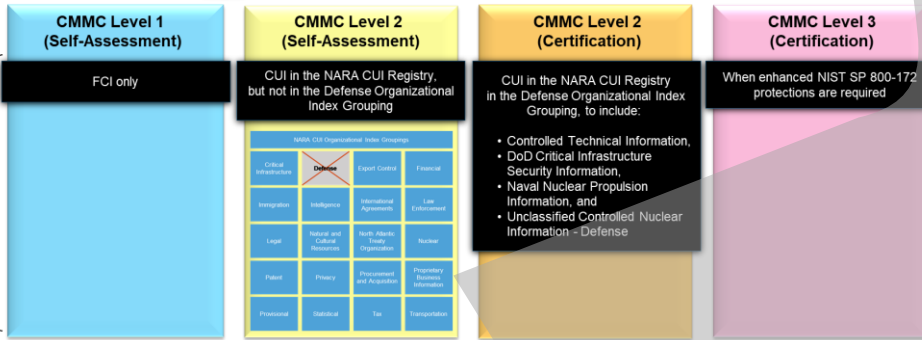 CMMC Level 1
(Self-Assessment)
FCI only
CMMC Level 2
(Self-Assessment)
CUI in the NARA CUI Registry,
but not in the Defense Organizational
Index Grouping
NARA CUI Organizational Index Groupings
Critical
Infrastructure
Defense
Export Control
Financial
Immigration
Intelligence
International
Agreements
Law
Enforcement
Legal
Natural and
Cultural
Resources
North Atlantic
Treaty
Organization
Nuclear
Patent
Privacy
Procurement
and Acquisition
Proprietary
Business
Information
Provisional
Statistical
Tax
Transportation
CMMC Level 2
(Certification)
CUI in the NARA CUI Registry
in the Defense Organizational Index
Grouping, to include:
• Controlled Technical Information,
• DoD Critical Infrastructure
Security Information,
• Naval Nuclear Propulsion
Information, and
• Unclassified Controlled Nuclear
Information - Defense
CMMC Level 3
(Certification)
When enhanced NIST SP 800-172
protections are required